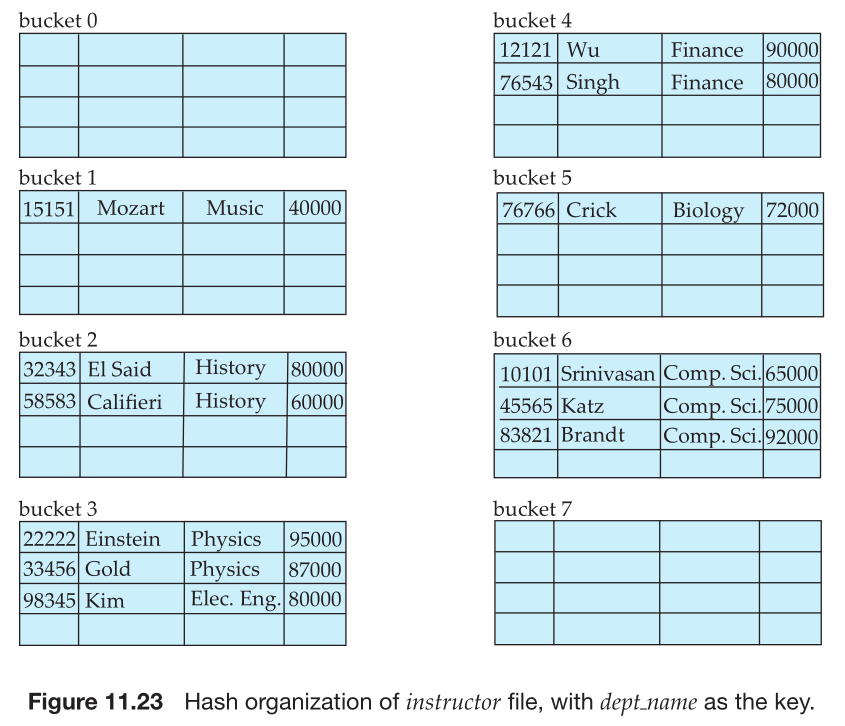 bucket 0
bucket 1
15151 Mozart Music 40000
bucket 2
32343 El Said History 80000
58583 Califieri History 60000
bucket 3
22222 Einstein Physics 95000
33456 Gold Physics 87000
98345 Kim Elec. Eng. 80000
bucket 4
12121 Wu Finance 90000
76543 Singh Finance 80000
bucket 5
76766 Crick Biology 72000
bucket 6
10101 Srinivasan Comp. Sci. 65000
45565 Katz Comp. Sci. 75000
83821 Brandt Comp. Sci. 92000
bucket 7
Figure 11.23 Hash organization of instructor file, with dept_name as the key.